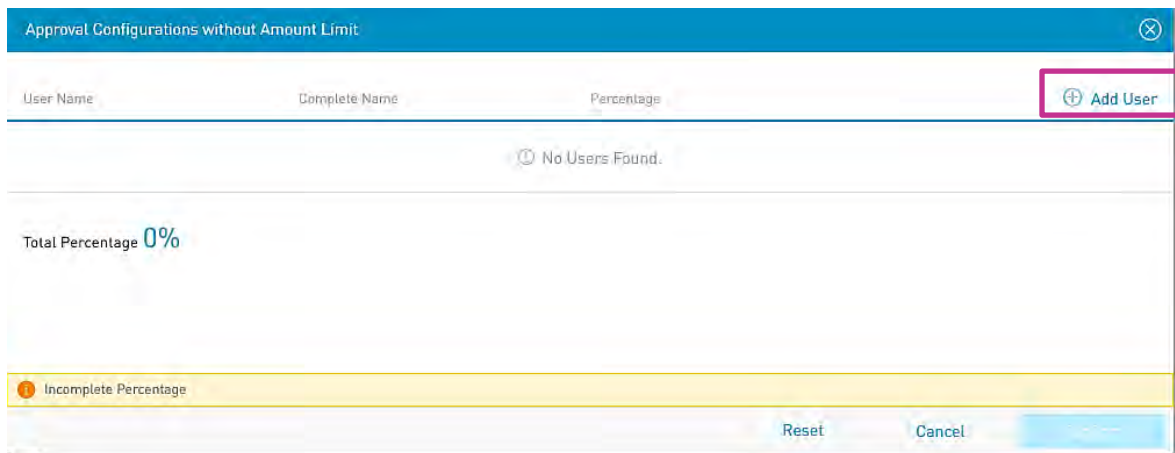 Approval Configurations without Amount Limit
User Name Complete Name Percentage Add User
No Users Found.
Total Percentage 0%
Incomplete Percentage
Reset Cancel